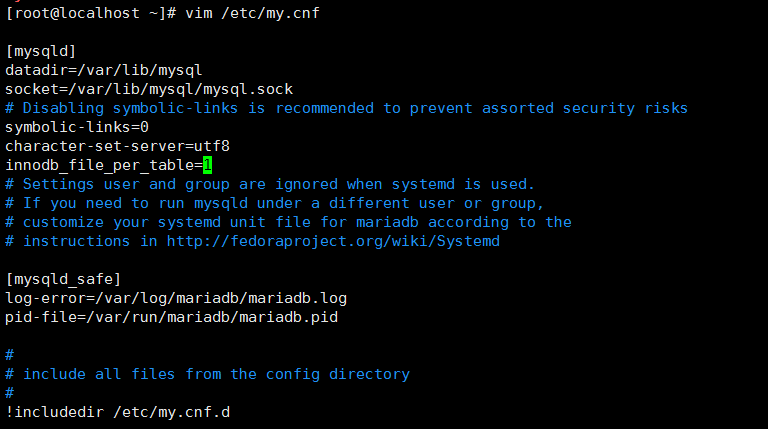 [root@localhost ~]# vim /etc/my.cnf
[mysqld]
datadir=/var/lib/mysql
socket=/var/lib/mysql/mysql.sock
# Disabling symbolic-links is recommended to prevent assorted security risks
symbolic-links=0
character-set-server=utf8
innodb_file_per_table=1
# Settings user and group are ignored when systemd is used.
# If you need to run mysqld under a different user or group,
# customize your systemd unit file for mariadb according to the
# instructions in http://fedoraproject.org/wiki/Systemd
[mysqld_safe]
log-error=/var/log/mariadb/mariadb.log
pid-file=/var/run/mariadb/mariadb.pid
#
# include all files from the config directory
#
!includedir /etc/my.cnf.d